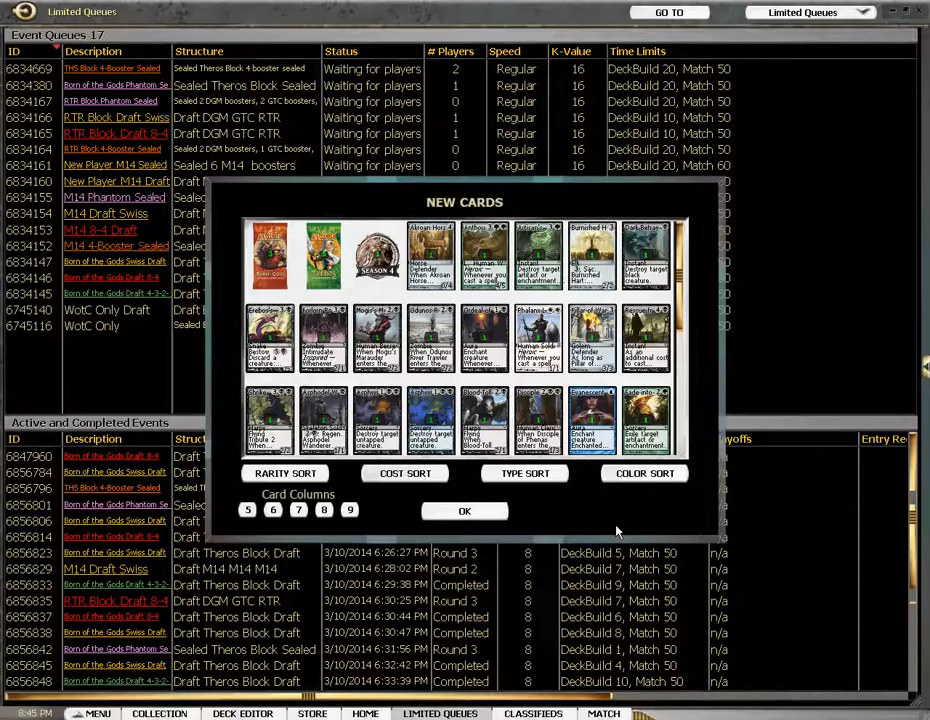 Limited Queues
GO TO
Limited Queues
Event Queues 17
ID Description Structure Status # Players Speed K-Value Time Limits
6834669 THS Block 4-Booster Sealed Sealed Theros Block 4 booster sealed Waiting for players 2 Regular 16 DeckBuild 20, Match 50
6834380 Born of the Gods Phantom Se Sealed Theros Block Waiting for players 1 Regular 16 DeckBuild 20, Match 50
6834167 RTR Block Phantom Sealed Sealed 2 DGM boosters, 2 GTC boosters, Waiting for players 0 Regular 16 DeckBuild 20, Match 50
6834166 RTR Block Draft Swiss Draft DGM GTC RTR Waiting for players 1 Regular 16 DeckBuild 10, Match 50
6834165 RTR Block Draft 8-4 Draft DGM GTC RTR Waiting for players 1 Regular 16 DeckBuild 20, Match 50
6834164 RTR Block 4-Booster Sealed Sealed 2 DGM boosters, 1 GTC booster, Waiting for players 0 Regular 16 DeckBuild 20, Match 50
6834161 New Player M14 Sealed Sealed 6 M14 boosters Waiting for players 0 Regular 16 DeckBuild 20, Match 60
6834160 New Player M14 Draft Draft
6834155 M14 Phantom Sealed Sealed
6834154 M14 Draft Swiss Draft
6834153 M14 8-4 Draft Draft
6834152 M14 4-Booster Sealed Sealed
6834147 Born of the Gods Swiss Draft Draft
6834146 Born of the Gods Draft 8-4 Draft
6834145 Born of the Gods Draft 4-3-2- Draft
6745140 WotC Only Draft Draft
6745116 WotC Only Sealed
NEW CARDS
SEASON 4
RARITY SORT COST SORT TYPE SORT COLOR SORT
Card Columns
5 6 7 8 9
OK
Active and Completed Events
ID Description Struct ayoffs Entry Re
6847960 Born of the Gods Draft 8-4 Draft
6856784 Born of the Gods Swiss Draft Draft
6856796 THS Block 4-Booster Sealed Sealed
6856801 Born of the Gods Phantom Se Sealed
6856806 Born of the Gods Swiss Draft Draft
6856814 Born of the Gods Draft 8-4 Draft
6856823 Born of the Gods Swiss Draft Draft Theros Block Draft 3/10/2014 6:26:27 PM Round 3 8 DeckBuild 5, Match 50 n/a
6856829 M14 Draft Swiss Draft M14 M14 M14 3/10/2014 6:28:02 PM Round 2 8 DeckBuild 7, Match 50 n/a
6856833 Born of the Gods Draft 4-3-2- Draft Theros Block Draft 3/10/2014 6:29:38 PM Completed 8 DeckBuild 9, Match 50 n/a
6856835 RTR Block Draft 8-4 Draft DGM GTC RTR 3/10/2014 6:30:25 PM Round 3 8 DeckBuild 7, Match 50 n/a
6856837 Born of the Gods Draft 8-4 Draft Theros Block Draft 3/10/2014 6:30:44 PM Completed 8 DeckBuild 6, Match 50 n/a
6856838 Born of the Gods Swiss Draft Draft Theros Block Draft 3/10/2014 6:30:47 PM Completed 8 DeckBuild 8, Match 50 n/a
6856842 Born of the Gods Phantom Se Sealed Theros Block Sealed 3/10/2014 6:31:56 PM Round 3 8 DeckBuild 1, Match 50 n/a
6856845 Born of the Gods Swiss Draft Draft Theros Block Draft 3/10/2014 6:32:42 PM Completed 8 DeckBuild 4, Match 50 n/a
6856848 Born of the Gods Draft 4-3-2- Draft Theros Block Draft 3/10/2014 6:33:39 PM Completed 8 DeckBuild 10, Match 50 n/a
8:45 PM MENU COLLECTION DECK EDITOR STORE HOME LIMITED QUEUES CLASSIFIEDS MATCH